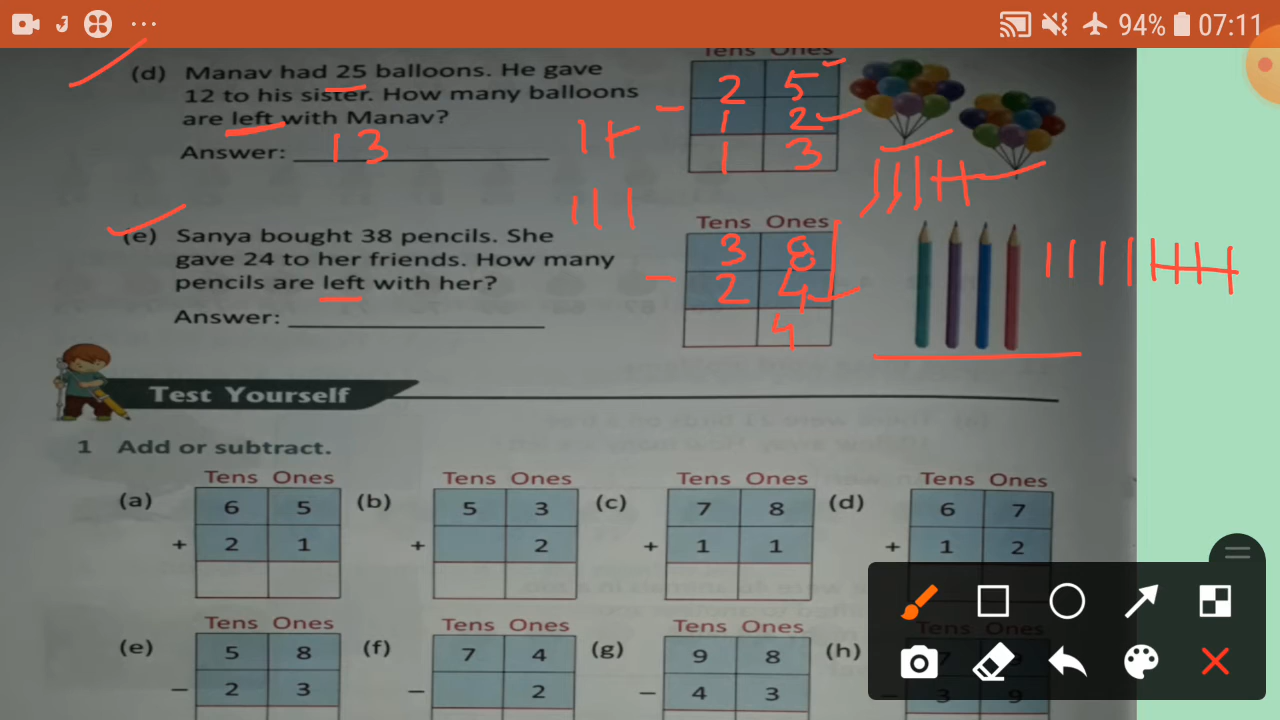 94% 07:11
Tens Ones
(d) Manav had 25 balloons. He gave
12 to his sister. How many balloons
are left with Manav?
Answer: 13
2 5
- 1 2
1 3
(e) Sanya bought 38 pencils. She
gave 24 to her friends. How many
pencils are left with her?
Answer:
Tens Ones
3 8
- 2 4
4
Test Yourself
1 Add or subtract.
(a) Tens Ones
6 5
+ 2 1
(b) Tens Ones
5 3
+ 2
(c) Tens Ones
7 8
+ 1 1
(d) Tens Ones
6 7
+ 1 2
(e) Tens Ones
5 8
- 2 3
(f) Tens Ones
7 4
- 2
(g) Tens Ones
9 8
- 4 3
(h) Tens Ones
7 9
- 3 9